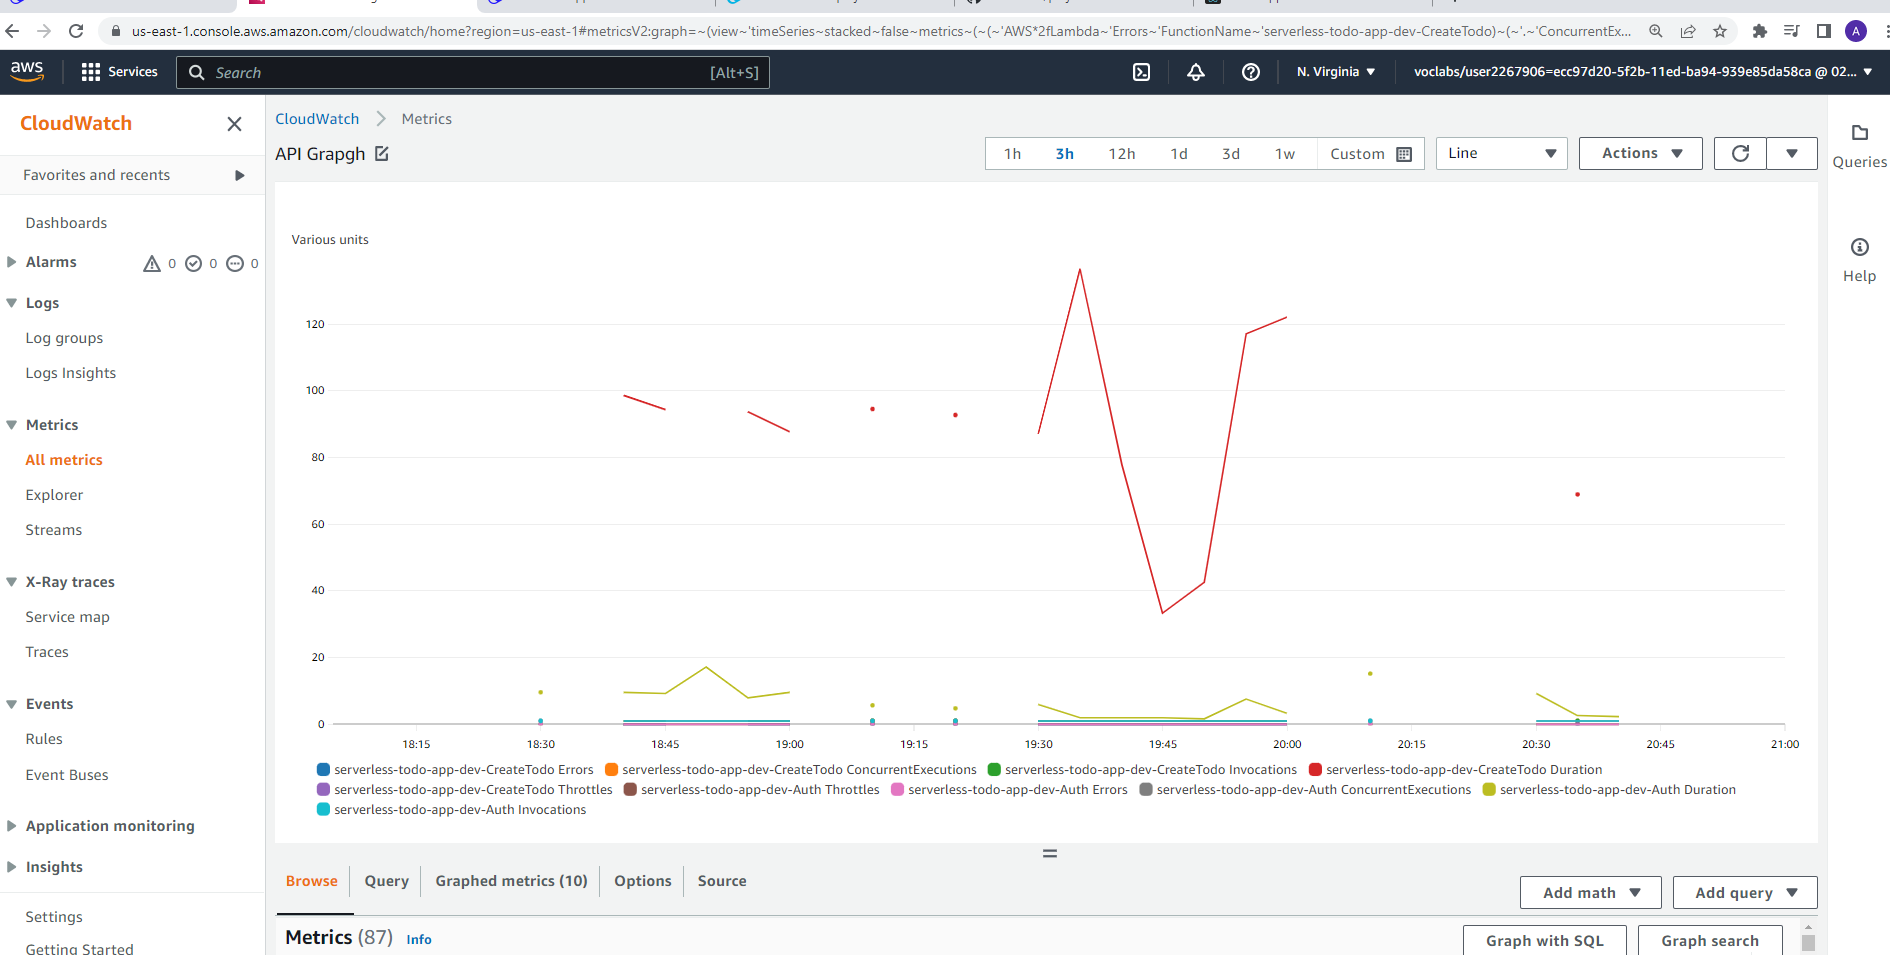 us-east-1.console.aws.amazon.com/cloudwatch/home?region=us-east-1#metricsV2:graph=~(view~'timeSeries~stacked~false~metrics~(~(~'AWS*2fLambda~'Errors~'FunctionName~'serverless-todo-app-dev-CreateTodo)~(~'.~'ConcurrentEx...
A
aws
Services
Search
[Alt+S]
N. Virginia
voclabs/user2267906=ecc97d20-5f2b-11ed-ba94-939e85da58ca @ 02...
CloudWatch
Favorites and recents
Dashboards
Alarms
0
0
0
Logs
Log groups
Logs Insights
Metrics
All metrics
Explorer
Streams
X-Ray traces
Service map
Traces
Events
Rules
Event Buses
Application monitoring
Insights
Settings
Getting Started
CloudWatch
Metrics
API Grapgh
1h
3h
12h
1d
3d
1w
Custom
Line
Actions
Various units
120
100
80
60
40
20
0
18:15
18:30
18:45
19:00
19:15
19:30
19:45
20:00
20:15
20:30
20:45
21:00
serverless-todo-app-dev-CreateTodo Errors
serverless-todo-app-dev-CreateTodo ConcurrentExecutions
serverless-todo-app-dev-CreateTodo Invocations
serverless-todo-app-dev-CreateTodo Duration
serverless-todo-app-dev-CreateTodo Throttles
serverless-todo-app-dev-Auth Throttles
serverless-todo-app-dev-Auth Errors
serverless-todo-app-dev-Auth ConcurrentExecutions
serverless-todo-app-dev-Auth Duration
serverless-todo-app-dev-Auth Invocations
Browse
Query
Graphed metrics (10)
Options
Source
Add math
Add query
Metrics (87)
Info
Graph with SQL
Graph search
Queries
Help